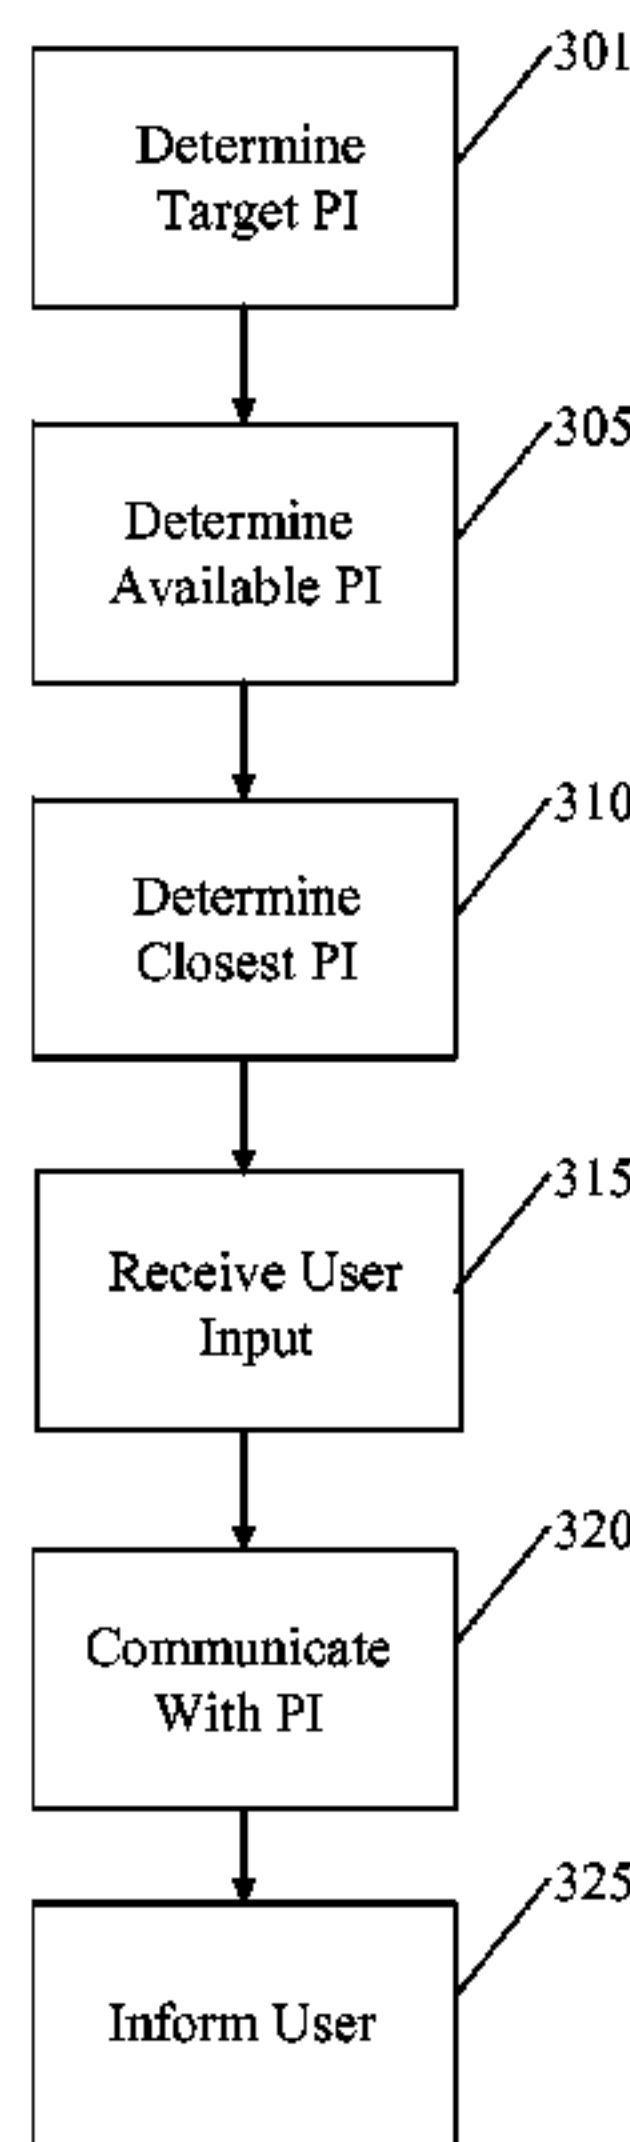 301
Determine
Target PI
305
Determine
Available PI
310
Determine
Closest PI
315
Receive User
Input
320
Communicate
With PI
325
Inform User